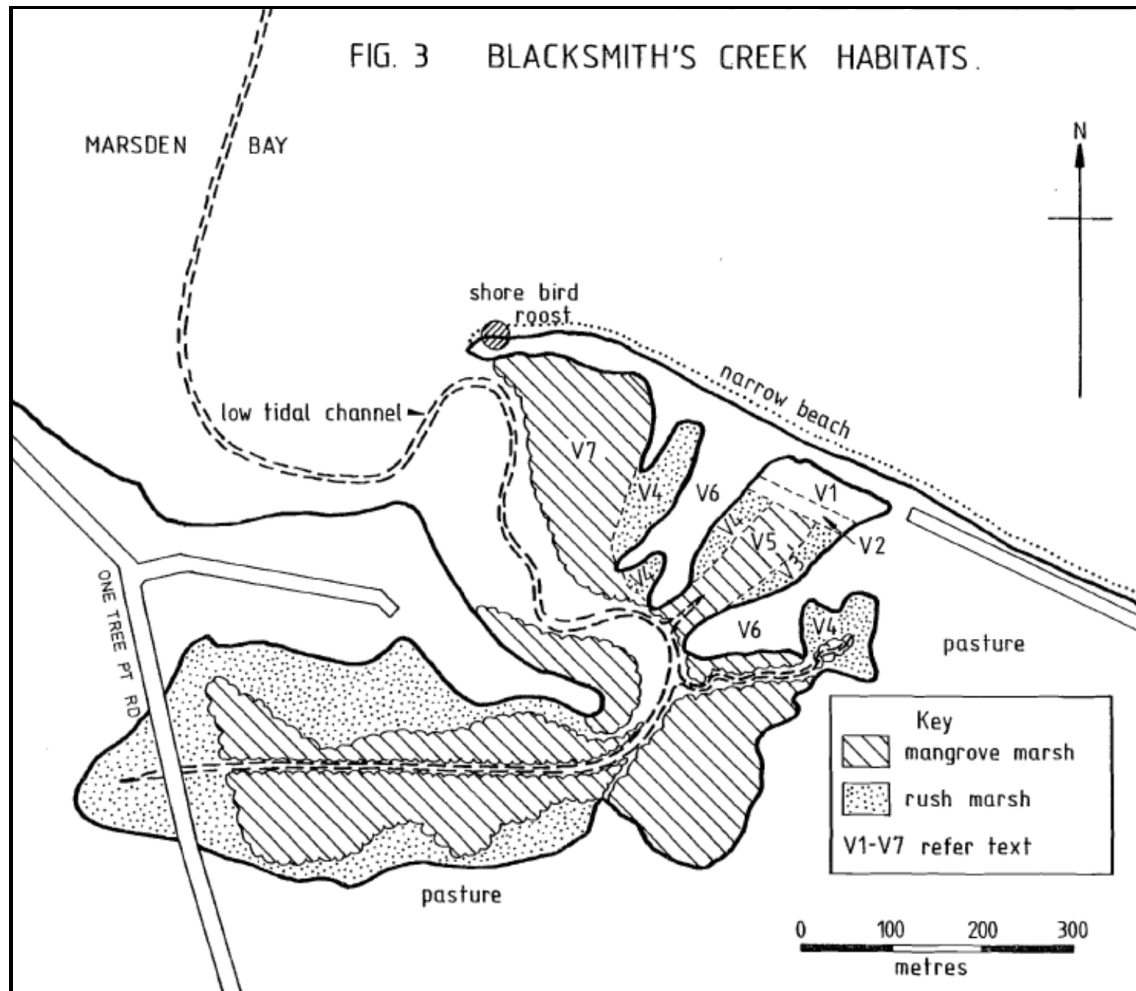 FIG. 3 BLACKSMITH'S CREEK HABITATS.
MARSDEN BAY
N
shore bird
roost
narrow beach
low tidal channel
V7
V4
V6
V1
V4
V5
V2
V3
V4
V6
V4
pasture
ONE TREE PT RD
Key
mangrove marsh
rush marsh
V1-V7 refer text
pasture
0 100 200 300
metres